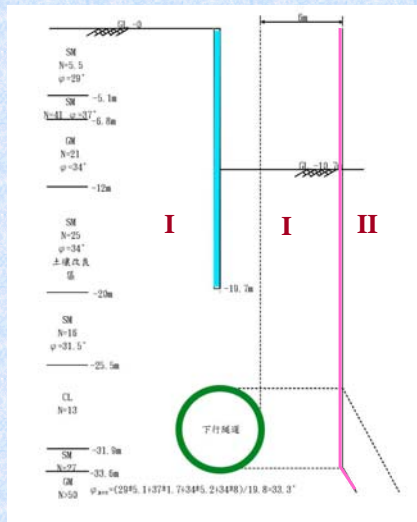 GL -0
6m
SM
N=5.5
φ=29°
-5.1m
SM
N=41 φ=37°
-6.8m
GM
N=21
φ=34°
GL -10.7m
-12m
I
I
II
SM
N=25
φ=34°
土壤改良
區
-20m
-19.7m
SM
N=16
φ=31.5°
-25.5m
CL
N=13
下行隧道
-31.9m
SM
N=27
-33.6m
GM
N>50
φave=(29*5.1+37*1.7+34*5.2+34*8)/19.8=33.3°